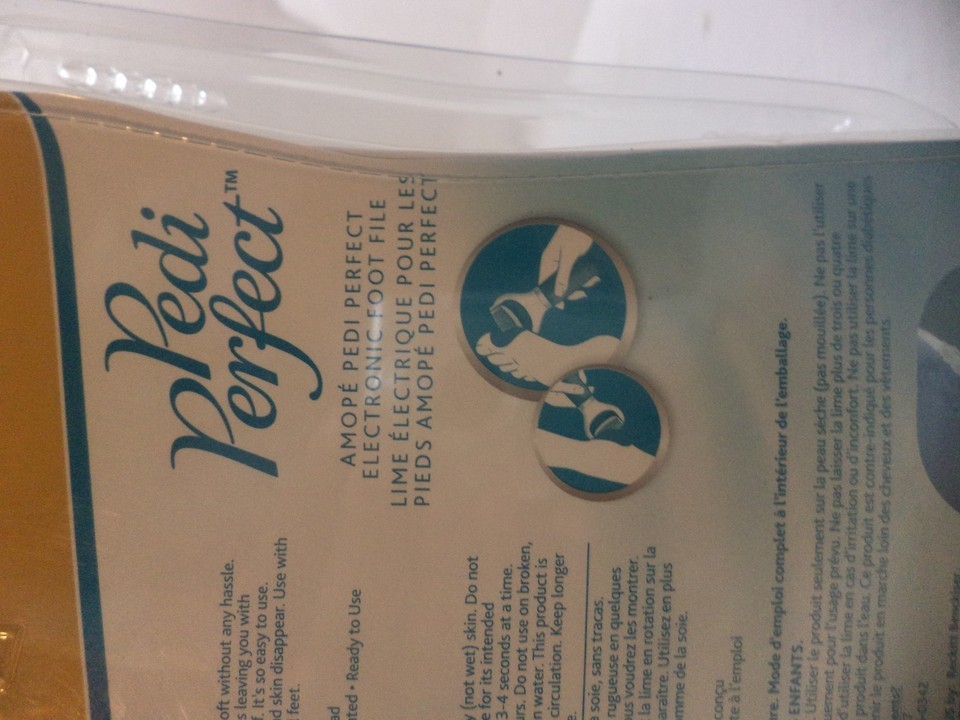 Pedi
Perfect™
AMOPÉ PEDI PERFECT
ELECTRONIC FOOT FILE
LIME ÉLECTRIQUE POUR LES
PIEDS AMOPÉ PEDI PERFECT
oft without any hassle.
s leaving you with
f. It's so easy to use.
d skin disappear. Use with
feet.
ad
nted • Ready to Use
y (not wet) skin. Do not
e for its intended
3-4 seconds at a time.
urs. Do not use on broken,
n water. This product is
circulation. Keep longer
e.
a soie, sans tracas.
rugueuse en quelques
us voudrez les montrer.
la lime en rotation sur la
araître. Utilisez en plus
mme de la soie.
conçu
e à l'emploi
re. Mode d'emploi complet à l'intérieur de l'emballage.
ENFANTS.
Utiliser le produit seulement sur la peau sèche (pas mouillée). Ne pas l'utiliser
ement pour l'usage prévu. Ne pas laisser la lime plus de trois ou quatre
'utiliser la lime en cas d'irritation ou d'inconfort. Ne pas utiliser la lime sur une
produit dans l'eau. Ce produit est contre-indiqué pour les personnes diabétiques
le produit en marche loin des cheveux et des vêtements.
by: Reckitt Benckiser